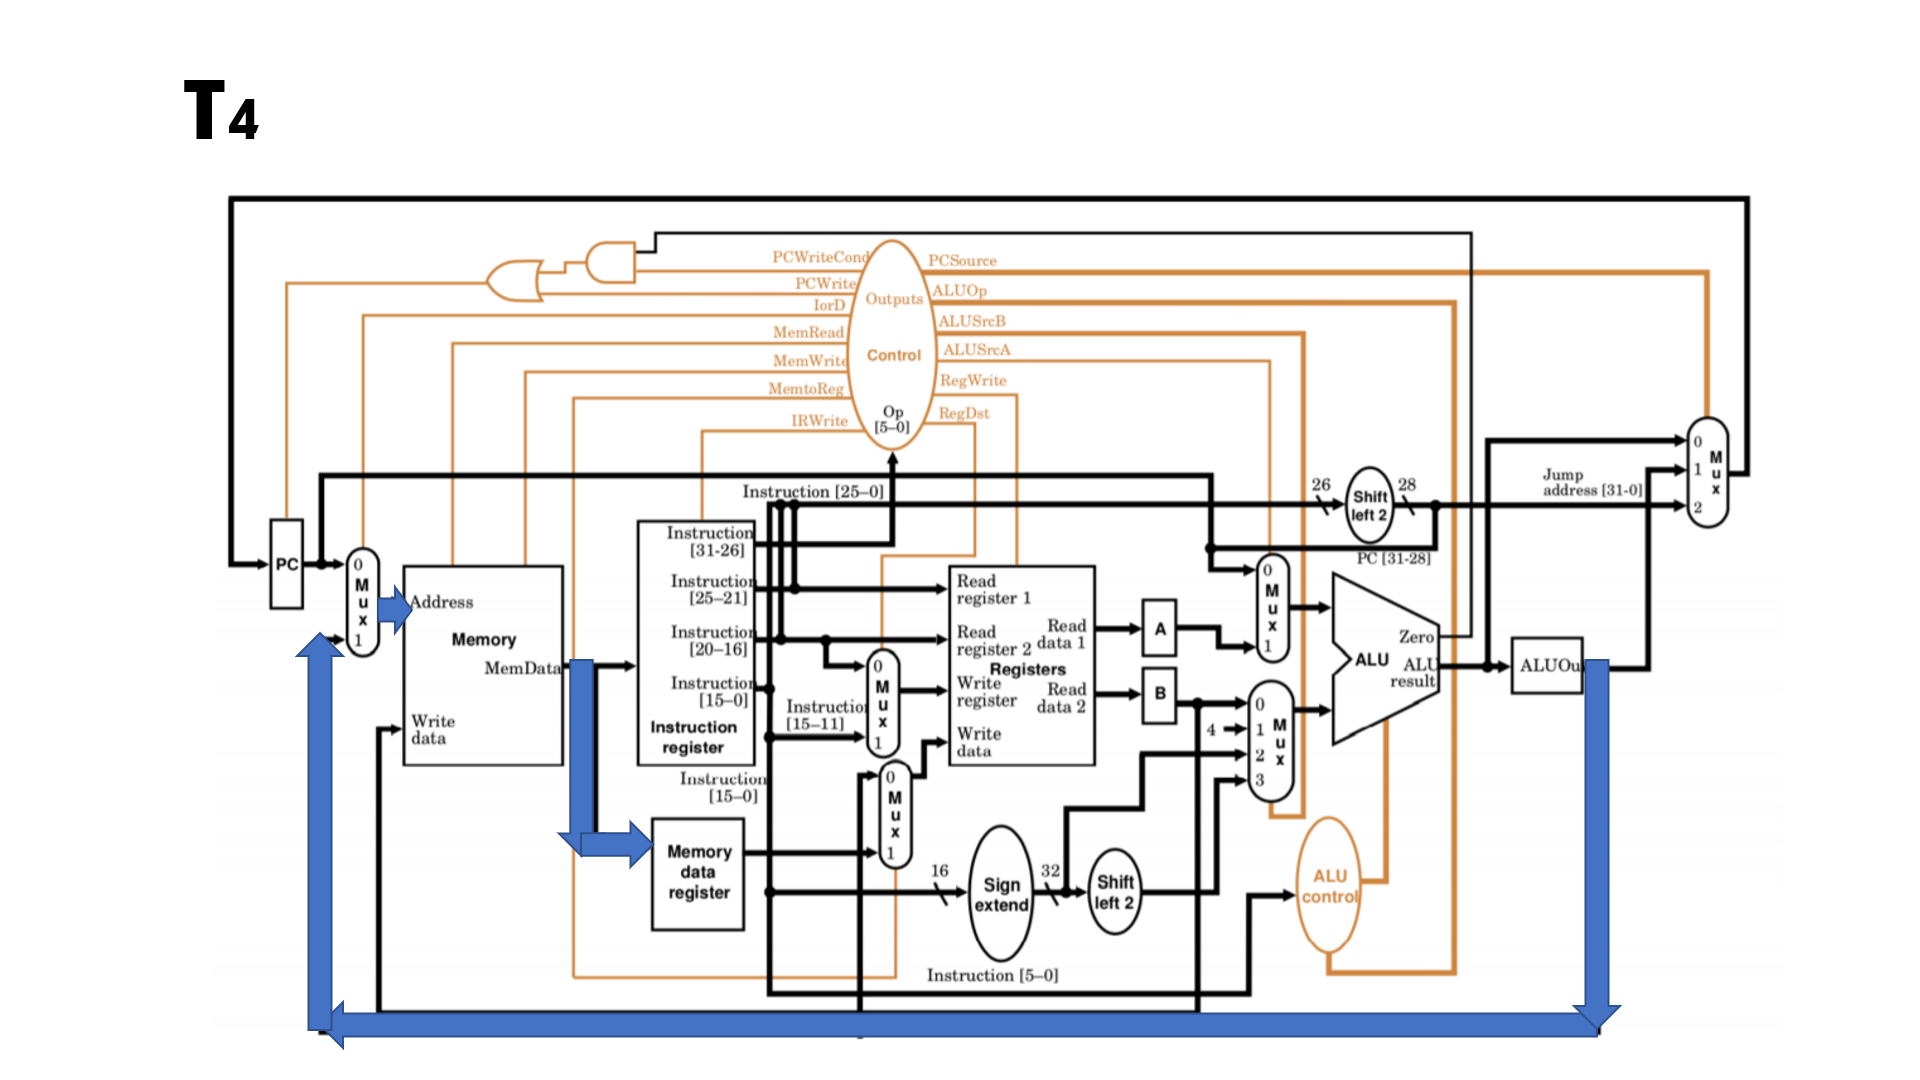 T4
PCWriteCond
PCWrite
IorD
MemRead
MemWrite
MemtoReg
IRWrite
Outputs
Control
Op
[5–0]
PCSource
ALUOp
ALUSrcB
ALUSrcA
RegWrite
RegDst
PC
0
M
u
x
1
Address
Memory
MemData
Write
data
Instruction [25–0]
Instruction
[31-26]
Instruction
[25–21]
Instruction
[20–16]
Instruction
[15–0]
Instruction
register
Instruction
[15–0]
Memory
data
register
Instruction
[15–11]
0
M
u
x
1
0
M
u
x
1
Read
register 1
Read
register 2
Registers
Write
register
Write
data
Read
data 1
Read
data 2
A
B
4
0
M
u
x
1
0
1
2
3
M
u
x
16
Sign
extend
32
Shift
left 2
Instruction [5–0]
26
Shift
left 2
28
PC [31-28]
Jump
address [31-0]
Zero
ALU
ALU
result
ALUOu
ALU
control
0
1
2
M
u
x